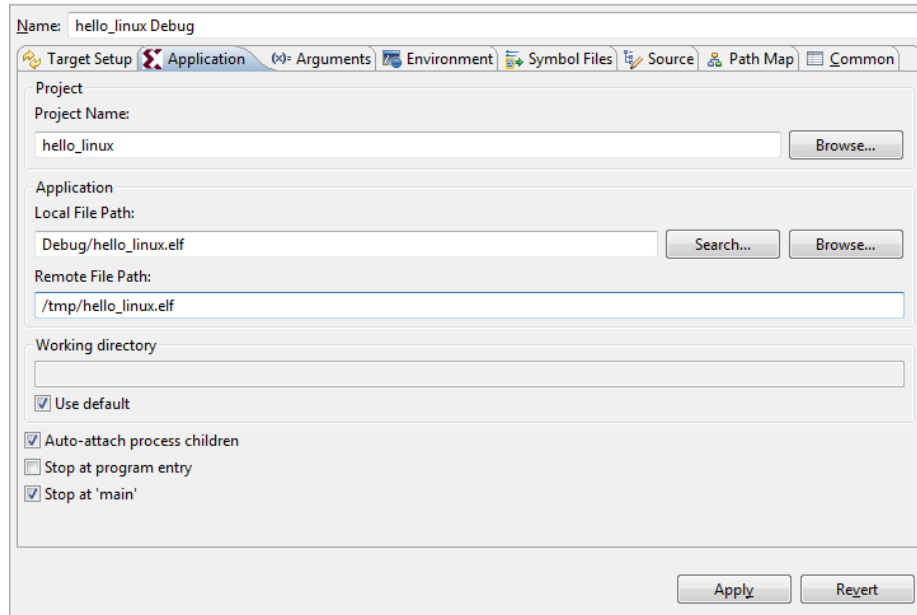 Name: hello_linux Debug
Target Setup Application (x)= Arguments Environment Symbol Files Source Path Map Common
Project
Project Name:
hello_linux Browse...
Application
Local File Path:
Debug/hello_linux.elf Search... Browse...
Remote File Path:
/tmp/hello_linux.elf
Working directory
Use default
Auto-attach process children
Stop at program entry
Stop at 'main'
Apply Revert